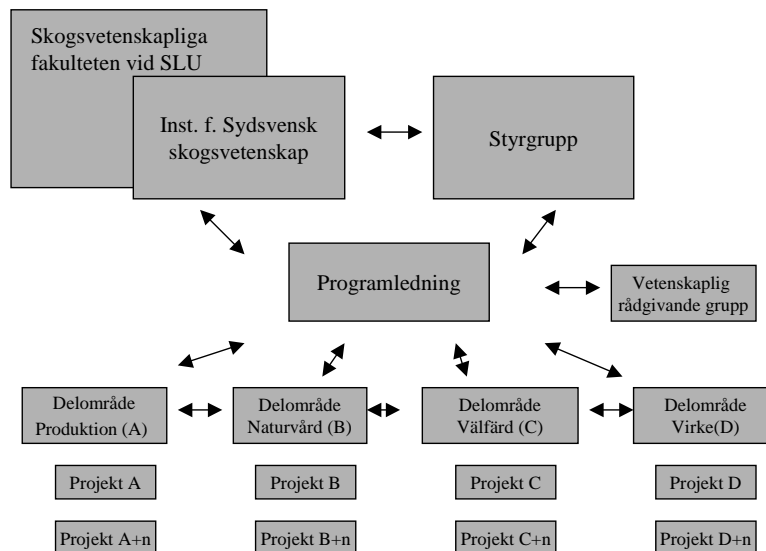 Skogsvetenskapliga
fakulteten vid SLU
Inst. f. Sydsvensk
skogsvetenskap
Styrgrupp
Programledning
Vetenskaplig
rådgivande grupp
Delområde
Produktion (A)
Delområde
Naturvård (B)
Delområde
Välfärd (C)
Delområde
Virke(D)
Projekt A
Projekt B
Projekt C
Projekt D
Projekt A+n
Projekt B+n
Projekt C+n
Projekt D+n